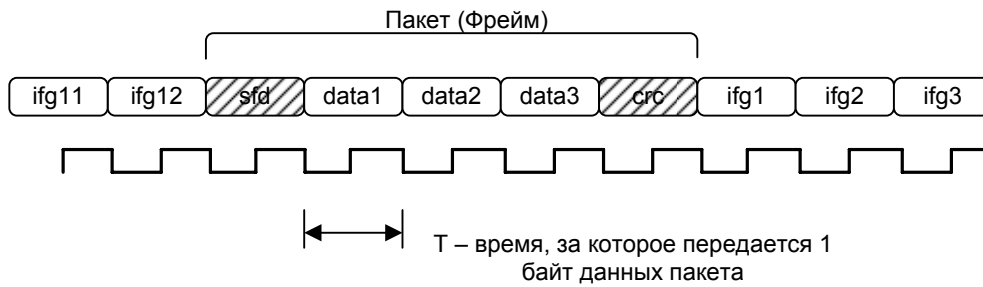 Пакет (Фрейм)
ifg11 ifg12 sfd data1 data2 data3 crc ifg1 ifg2 ifg3
T – время, за которое передается 1
байт данных пакета